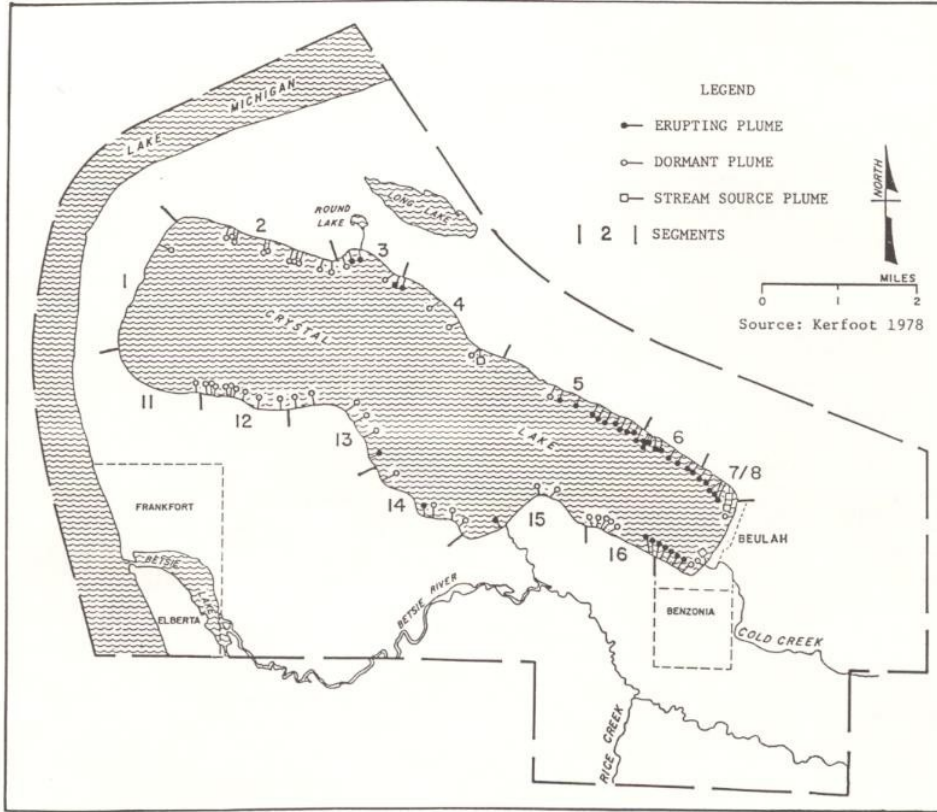 LEGEND
ERUPTING PLUME
DORMANT PLUME
STREAM SOURCE PLUME
| 2 | SEGMENTS
NORTH
MILES
0 1 2
Source: Kerfoot 1978
LAKE MICHIGAN
LONG LAKE
ROUND LAKE
1
2
3
4
CRYSTAL LAKE
5
6
7/8
11
12
13
14
15
16
BEULAH
FRANKFORT
BETSIE LAKE
ELBERTA
BETSIE RIVER
BENZONIA
COLD CREEK
RICE CREEK